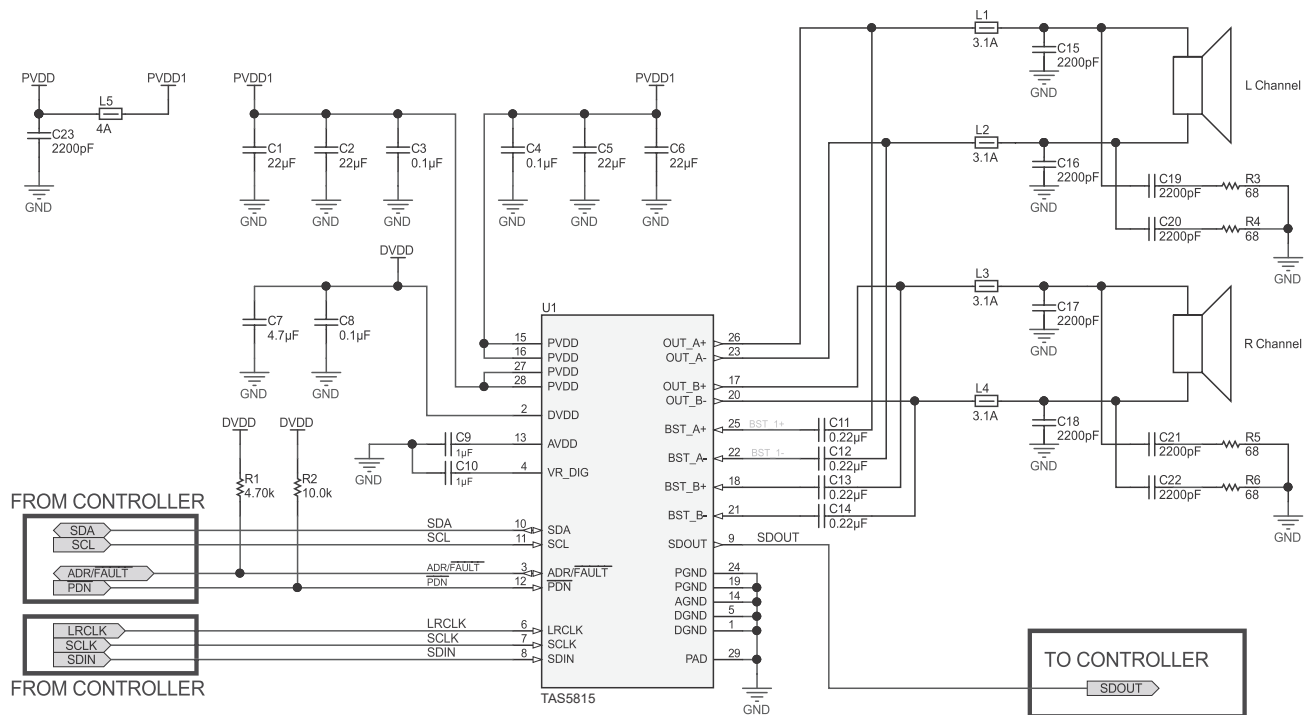 L1
3.1A
C15
2200pF
GND
L Channel
L2
3.1A
C16
2200pF
GND
C19
2200pF
R3
68
C20
2200pF
R4
68
GND
PVDD
PVDD1
L5
4A
C23
2200pF
GND
PVDD1
C1
22µF
C2
22µF
C3
0.1µF
GND
GND
GND
PVDD1
C4
0.1µF
C5
22µF
C6
22µF
GND
GND
GND
DVDD
C7
4.7µF
C8
0.1µF
GND
GND
L3
3.1A
C17
2200pF
GND
R Channel
L4
3.1A
C18
2200pF
GND
C21
2200pF
R5
68
C22
2200pF
R6
68
GND
U1
15 PVDD
16 PVDD
27 PVDD
28 PVDD
2 DVDD
13 AVDD
4 VR_DIG
10 SDA
11 SCL
3 ADR/FAULT
12 PDN
6 LRCLK
7 SCLK
8 SDIN
OUT_A+ 26
OUT_A- 23
OUT_B+ 17
OUT_B- 20
BST_A+ 25 BST_1+
BST_A- 22 BST_1-
BST_B+ 18
BST_B- 21
SDOUT 9 SDOUT
PGND 24
PGND 19
AGND 14
DGND 5
DGND 1
PAD 29
GND
TAS5815
C11
0.22µF
C12
0.22µF
C13
0.22µF
C14
0.22µF
C9
1µF
C10
1µF
GND
DVDD
DVDD
R1
4.70k
R2
10.0k
FROM CONTROLLER
SDA
SCL
ADR/FAULT
PDN
SDA
SCL
ADR/FAULT
PDN
LRCLK
SCLK
SDIN
LRCLK
SCLK
SDIN
FROM CONTROLLER
TO CONTROLLER
SDOUT